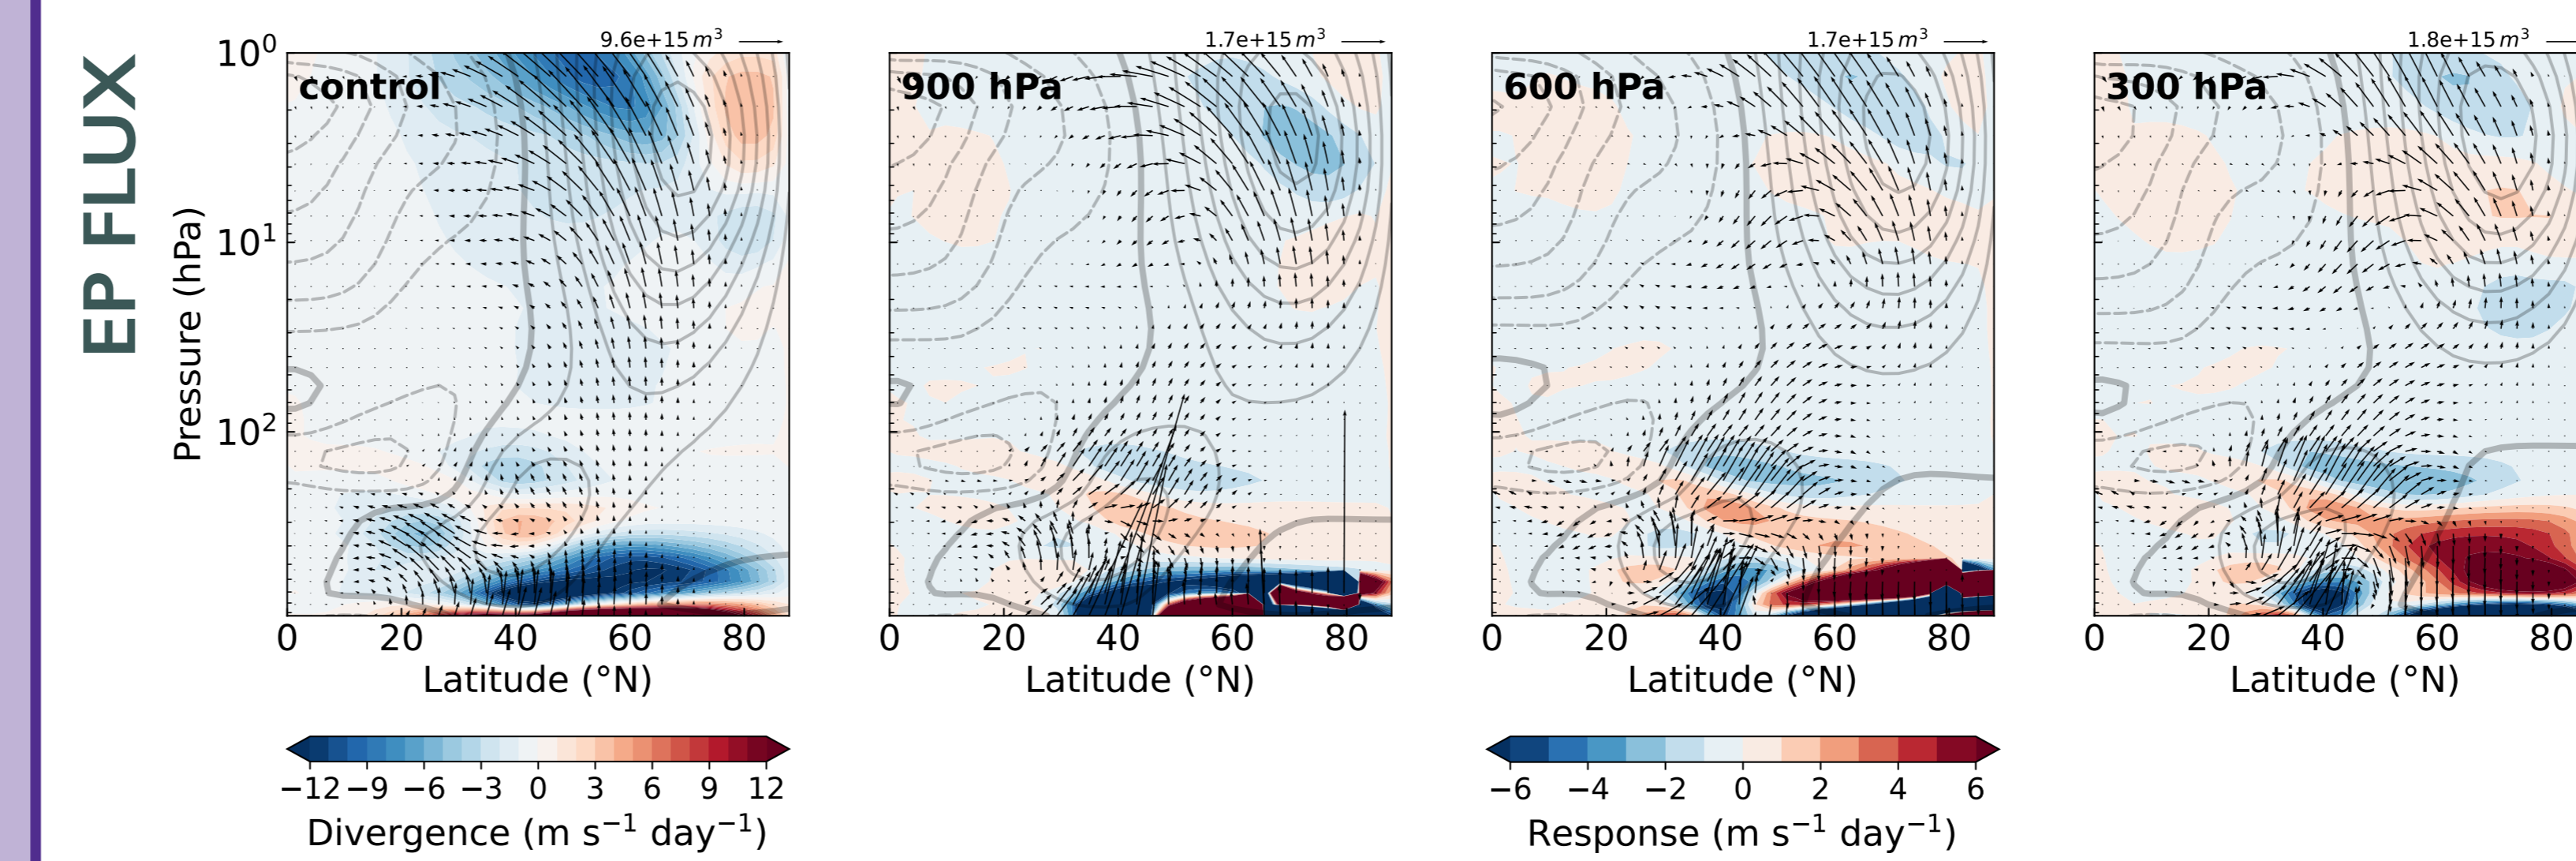 EP FLUX
9.6e+15 m³
1.7e+15 m³
1.7e+15 m³
1.8e+15 m³
control
900 hPa
600 hPa
300 hPa
Pressure (hPa)
10⁰
10¹
10²
0 20 40 60 80
0 20 40 60 80
0 20 40 60 80
0 20 40 60 80
Latitude (°N)
Latitude (°N)
Latitude (°N)
Latitude (°N)
−12 −9 −6 −3 0 3 6 9 12
Divergence (m s⁻¹ day⁻¹)
−6 −4 −2 0 2 4 6
Response (m s⁻¹ day⁻¹)